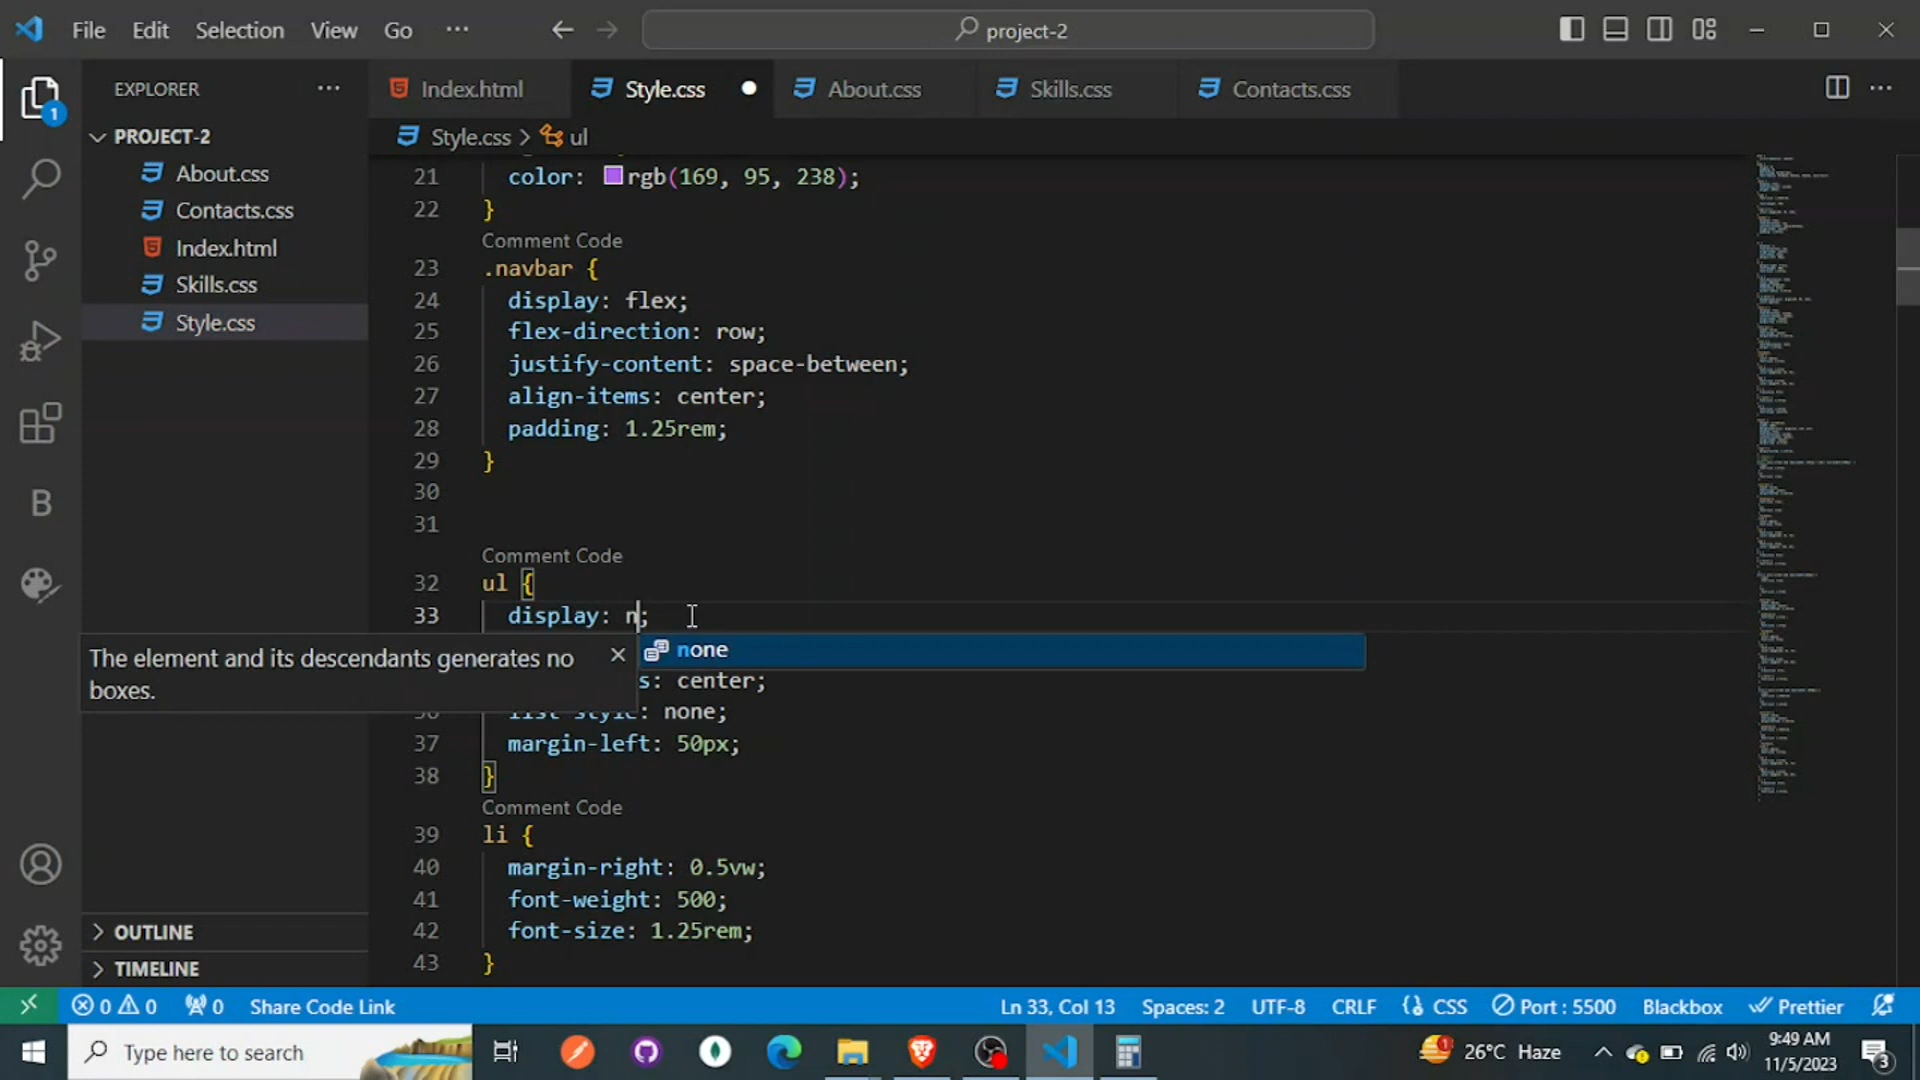 File Edit Selection View Go ··· project-2
EXPLORER ···
Index.html Style.css About.css Skills.css Contacts.css ···
PROJECT-2
Style.css > ul
About.css
Contacts.css
Index.html
Skills.css
Style.css
21 color: rgb(169, 95, 238);
22 }
Comment Code
23 .navbar {
24 display: flex;
25 flex-direction: row;
26 justify-content: space-between;
27 align-items: center;
28 padding: 1.25rem;
29 }
30
31
Comment Code
32 ul {
33 display: n;
none
The element and its descendants generates no
boxes.
s: center;
list-style: none;
37 margin-left: 50px;
38 }
Comment Code
39 li {
40 margin-right: 0.5vw;
41 font-weight: 500;
42 font-size: 1.25rem;
43 }
OUTLINE
TIMELINE
0 0 0 Share Code Link Ln 33, Col 13 Spaces: 2 UTF-8 CRLF CSS Port : 5500 Blackbox Prettier
Type here to search 26°C Haze 9:49 AM
11/5/2023 3